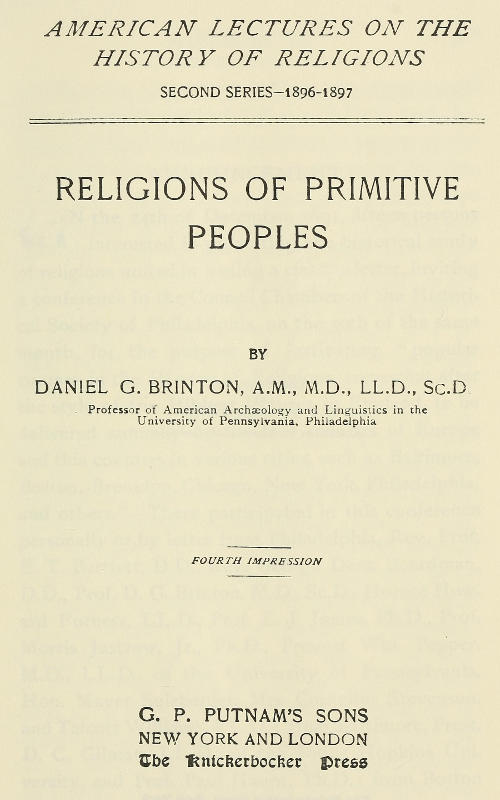 AMERICAN LECTURES ON THE
HISTORY OF RELIGIONS
SECOND SERIES—1896-1897
RELIGIONS OF PRIMITIVE
PEOPLES
BY
DANIEL G. BRINTON, A.M., M.D., LL.D., Sc.D.
Professor of American Archæology and Linguistics in the
University of Pennsylvania, Philadelphia
FOURTH IMPRESSION
G. P. PUTNAM'S SONS
NEW YORK AND LONDON
The Knickerbocker Press